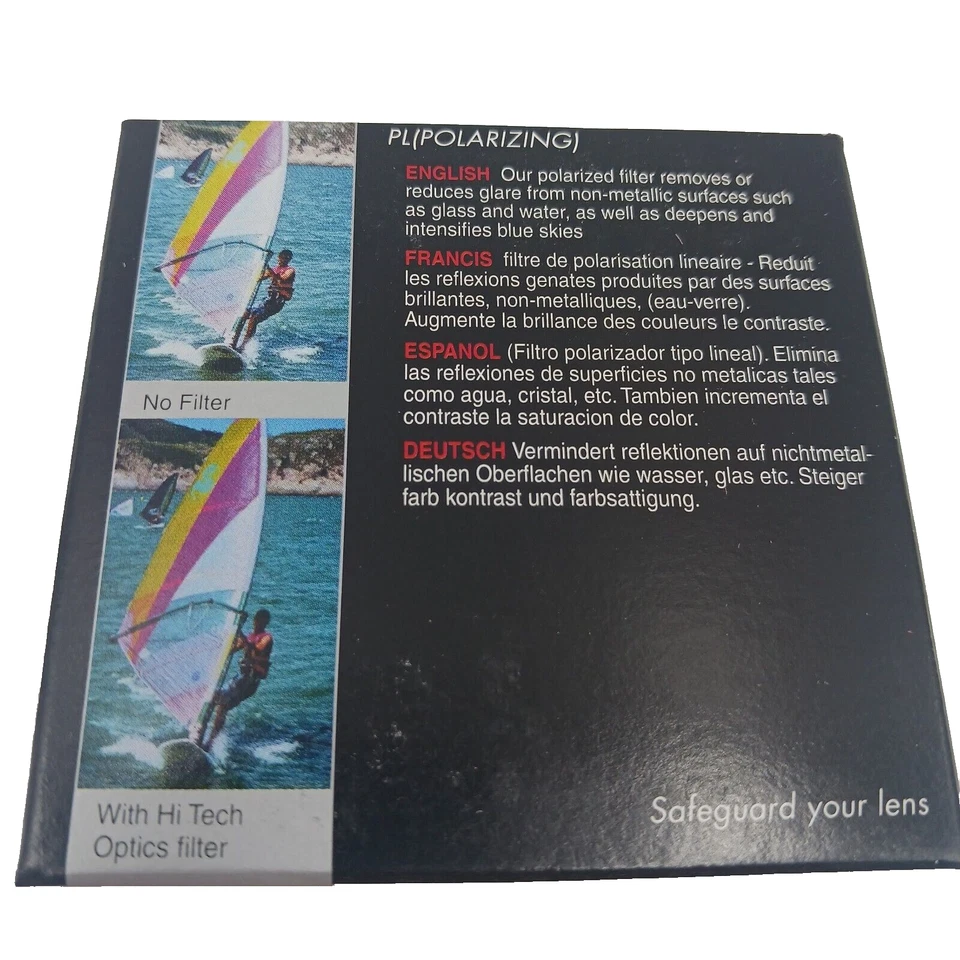 PL(POLARIZING)
ENGLISH Our polarized filter removes or
reduces glare from non-metallic surfaces such
as glass and water, as well as deepens and
intensifies blue skies
FRANCIS filtre de polarisation lineaire - Reduit
les reflexions genates produites par des surfaces
brillantes, non-metalliques, (eau-verre).
Augmente la brillance des couleurs le contraste.
ESPANOL (Filtro polarizador tipo lineal). Elimina
las reflexiones de superficies no metalicas tales
como agua, cristal, etc. Tambien incrementa el
contraste la saturacion de color.
DEUTSCH Vermindert reflektionen auf nichtmetal-
lischen Oberflachen wie wasser, glas etc. Steiger
farb kontrast und farbsattigung.
No Filter
With Hi Tech
Optics filter
Safeguard your lens